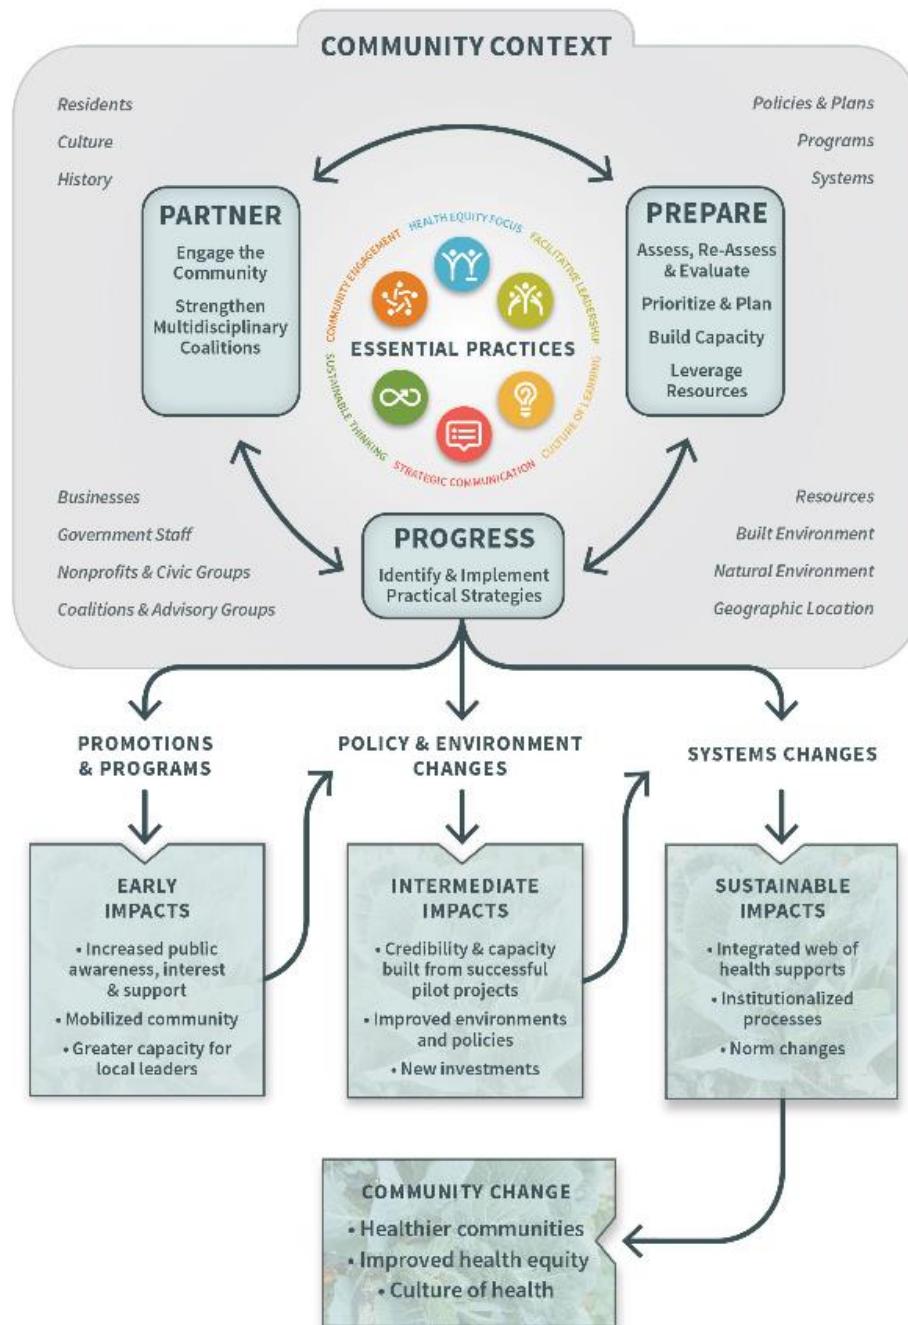 COMMUNITY CONTEXT
Residents
Culture
History
Policies & Plans
Programs
Systems
PARTNER
Engage the
Community
Strengthen
Multidisciplinary
Coalitions
COMMUNITY ENGAGEMENT
HEALTH EQUITY FOCUS
FACILITATIVE LEADERSHIP
ESSENTIAL PRACTICES
SUSTAINABLE THINKING
STRATEGIC COMMUNICATION
CULTURE OF LEARNING
PREPARE
Assess, Re-Assess
& Evaluate
Prioritize & Plan
Build Capacity
Leverage
Resources
Businesses
Government Staff
Nonprofits & Civic Groups
Coalitions & Advisory Groups
PROGRESS
Identify & Implement
Practical Strategies
Resources
Built Environment
Natural Environment
Geographic Location
PROMOTIONS
& PROGRAMS
POLICY & ENVIRONMENT
CHANGES
SYSTEMS CHANGES
EARLY
IMPACTS
• Increased public
awareness, interest
& support
• Mobilized community
• Greater capacity for
local leaders
INTERMEDIATE
IMPACTS
• Credibility & capacity
built from successful
pilot projects
• Improved environments
and policies
• New investments
SUSTAINABLE
IMPACTS
• Integrated web of
health supports
• Institutionalized
processes
• Norm changes
COMMUNITY CHANGE
• Healthier communities
• Improved health equity
• Culture of health